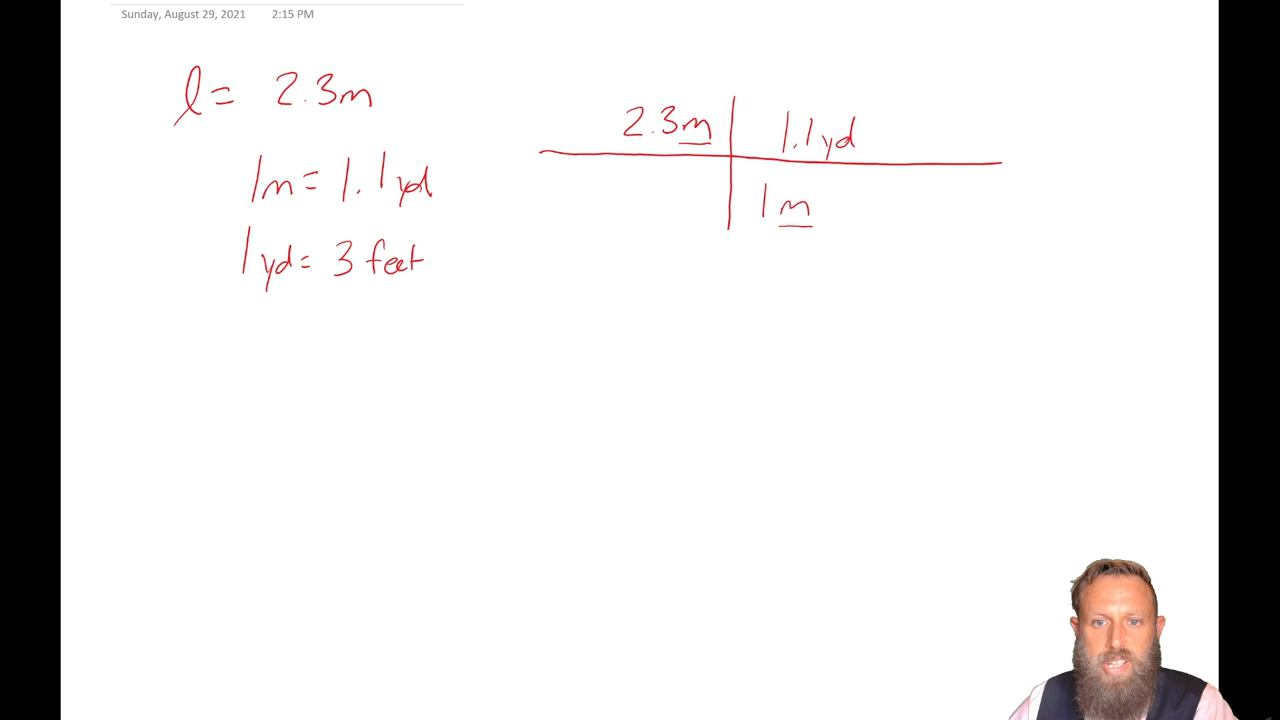 Sunday, August 29, 2021 2:15 PM
l = 2.3m
1m = 1.1yd
1yd = 3 feet
2.3m 1.1yd
1m